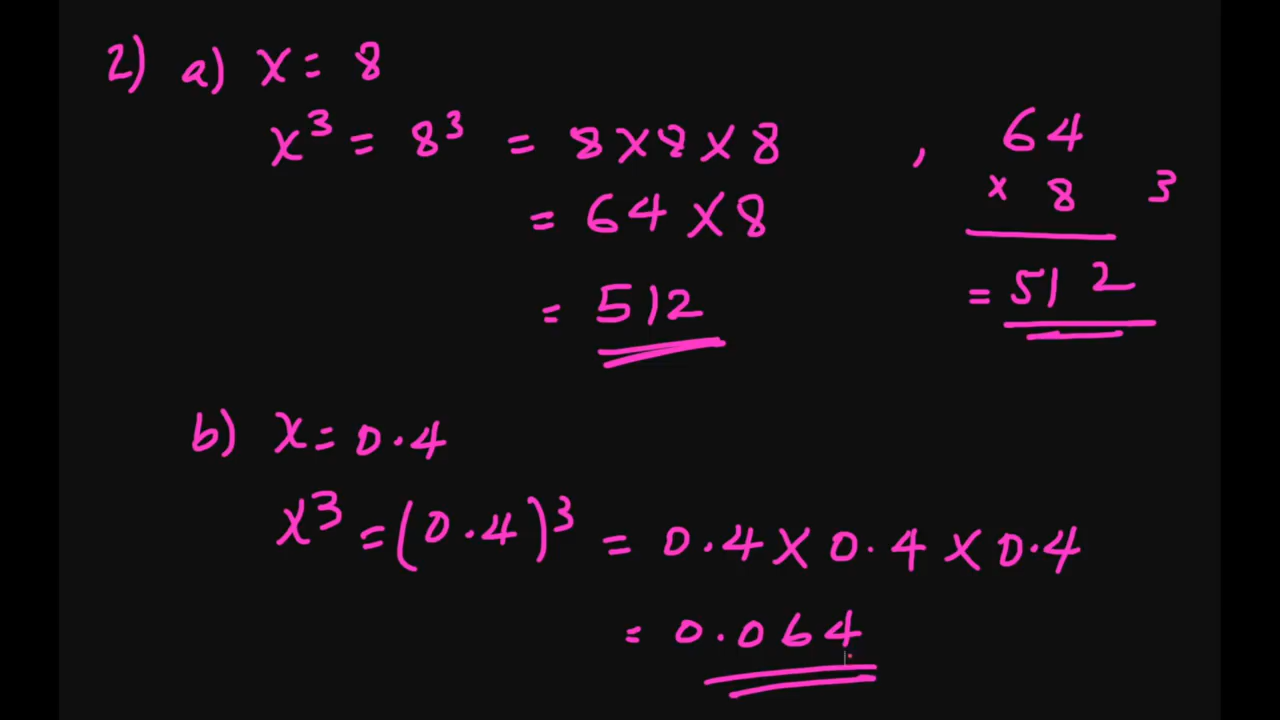 2) a) x = 8
x³ = 8³ = 8 × 8 × 8
= 64 × 8
= 512
, 64
× 8 3
= 512
b) x = 0.4
x³ = (0.4)³ = 0.4 × 0.4 × 0.4
= 0.064